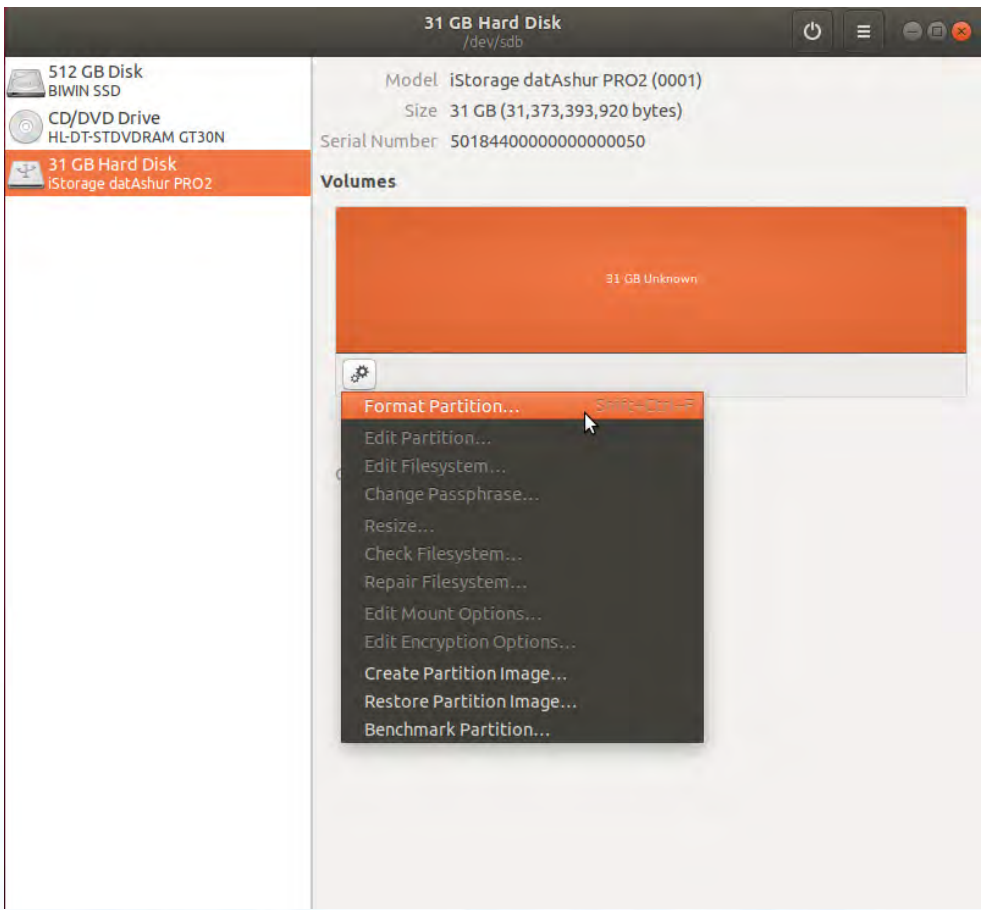 31 GB Hard Disk
/dev/sdb
512 GB Disk
BIWIN SSD
CD/DVD Drive
HL-DT-STDVDRAM GT30N
31 GB Hard Disk
iStorage datAshur PRO2
Model iStorage datAshur PRO2 (0001)
Size 31 GB (31,373,393,920 bytes)
Serial Number 50184400000000000050
Volumes
31 GB Unknown
Format Partition... Shift+Ctrl+F
Edit Partition...
Edit Filesystem...
Change Passphrase...
Resize...
Check Filesystem...
Repair Filesystem...
Edit Mount Options...
Edit Encryption Options...
Create Partition Image...
Restore Partition Image...
Benchmark Partition...